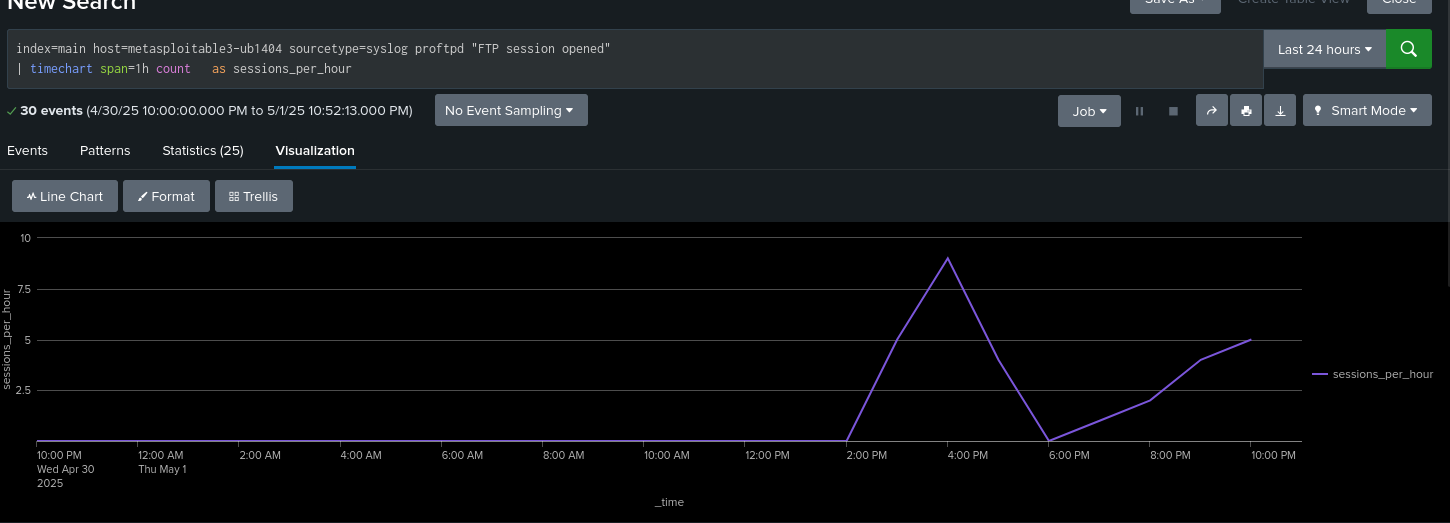 New Search
Save As
Create Table View
Close
index=main host=metasploitable3-ub1404 sourcetype=syslog proftpd "FTP session opened"
| timechart span=1h count as sessions_per_hour
Last 24 hours
30 events (4/30/25 10:00:00.000 PM to 5/1/25 10:52:13.000 PM)
No Event Sampling
Job
Smart Mode
Events
Patterns
Statistics (25)
Visualization
Line Chart
Format
Trellis
10
7.5
5
2.5
sessions_per_hour
sessions_per_hour
10:00 PM
Wed Apr 30
2025
12:00 AM
Thu May 1
2:00 AM
4:00 AM
6:00 AM
8:00 AM
10:00 AM
12:00 PM
2:00 PM
4:00 PM
6:00 PM
8:00 PM
10:00 PM
_time